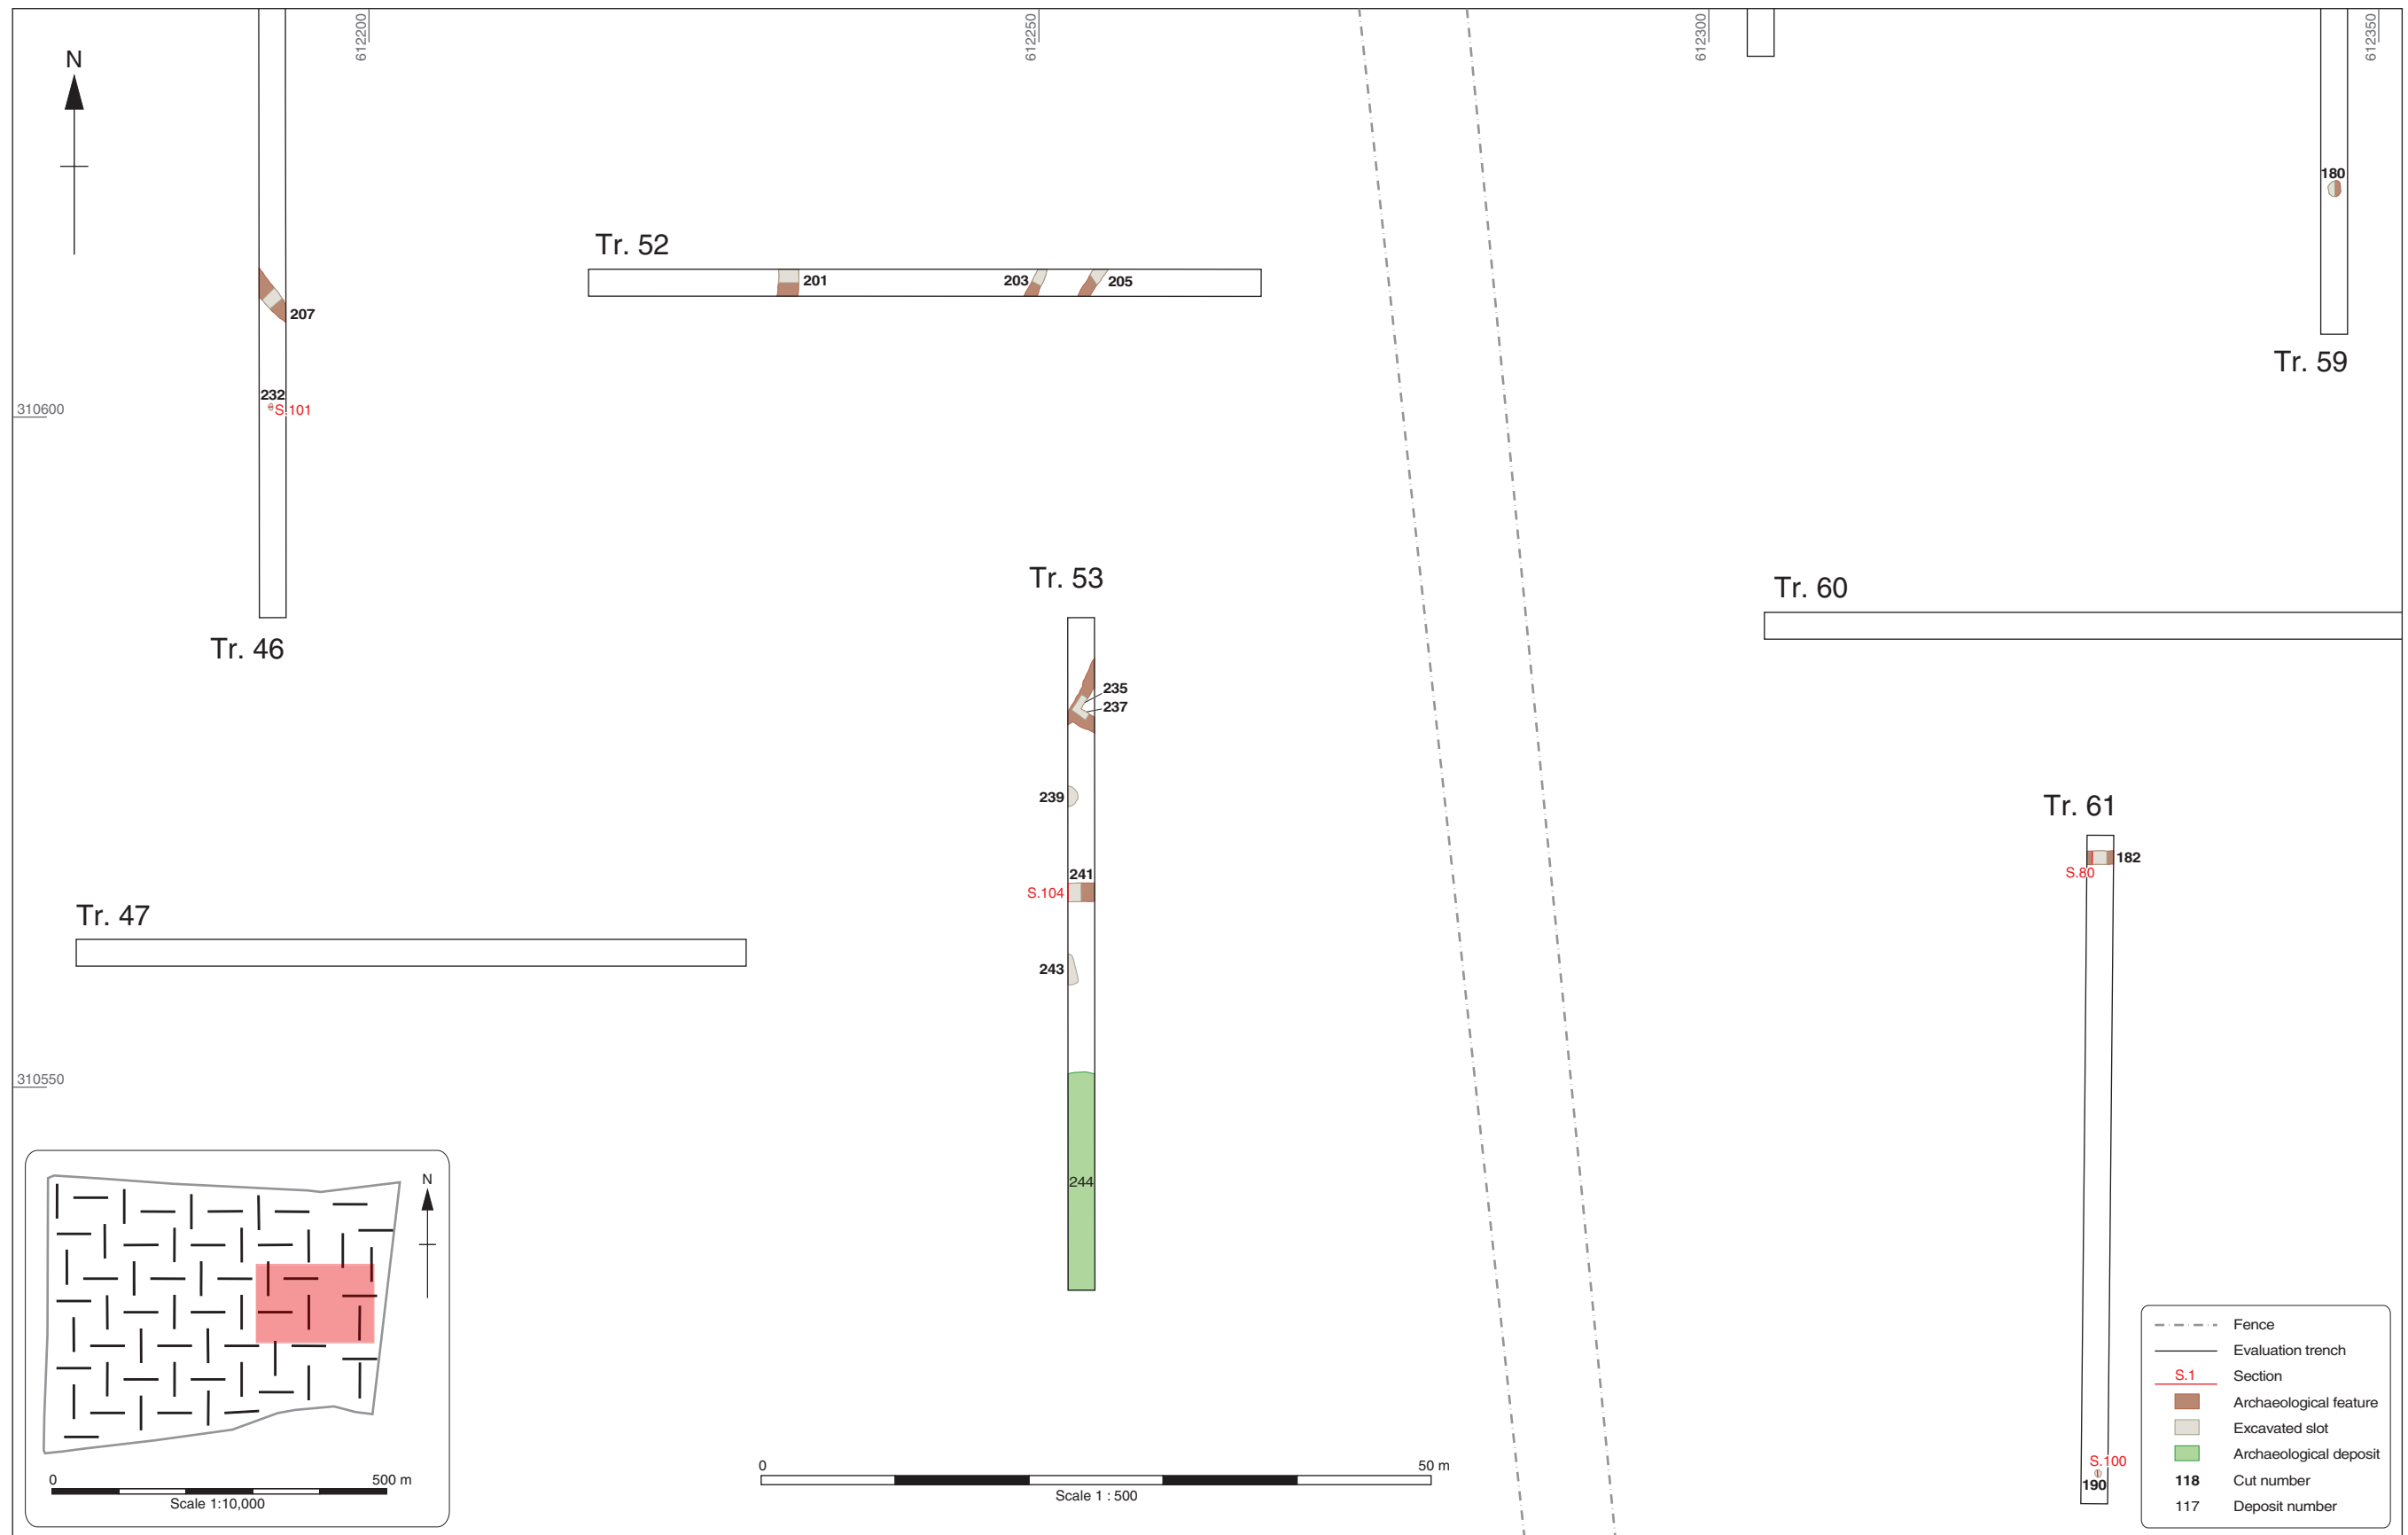 612200
612250
612300
612350
N
180
Tr. 52
201
203
205
207
Tr. 59
232
S.101
310600
Tr. 53
Tr. 60
Tr. 46
235
237
239
Tr. 61
182
S.80
241
S.104
Tr. 47
243
310550
244
N
0
500 m
Scale 1:10,000
0
50 m
Scale 1 : 500
S.100
190
Fence
Evaluation trench
S.1 Section
Archaeological feature
Excavated slot
Archaeological deposit
118 Cut number
117 Deposit number